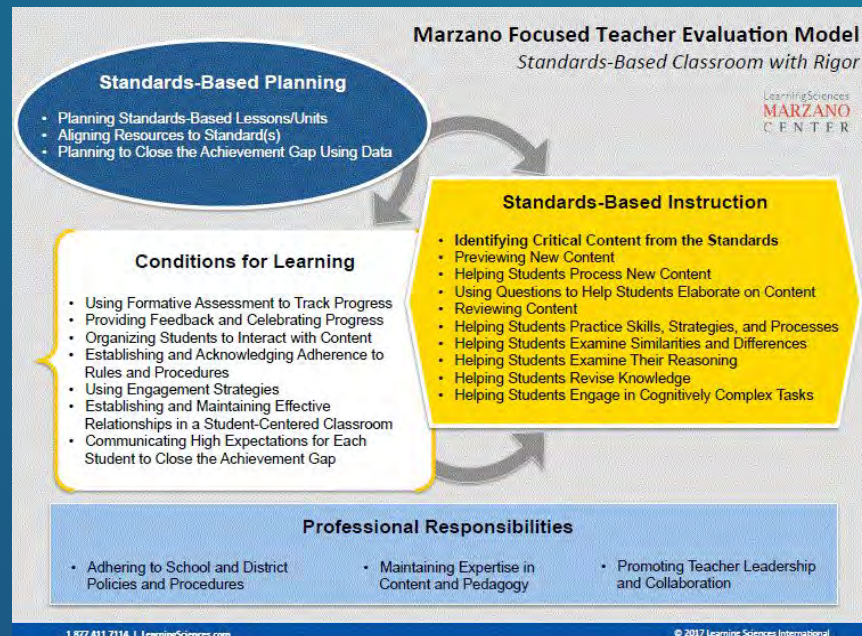 Marzano Focused Teacher Evaluation Model
Standards-Based Classroom with Rigor
LearningSciences
MARZANO
CENTER
Standards-Based Planning
• Planning Standards-Based Lessons/Units
• Aligning Resources to Standard(s)
• Planning to Close the Achievement Gap Using Data
Standards-Based Instruction
• Identifying Critical Content from the Standards
• Previewing New Content
• Helping Students Process New Content
• Using Questions to Help Students Elaborate on Content
• Reviewing Content
• Helping Students Practice Skills, Strategies, and Processes
• Helping Students Examine Similarities and Differences
• Helping Students Examine Their Reasoning
• Helping Students Revise Knowledge
• Helping Students Engage in Cognitively Complex Tasks
Conditions for Learning
• Using Formative Assessment to Track Progress
• Providing Feedback and Celebrating Progress
• Organizing Students to Interact with Content
• Establishing and Acknowledging Adherence to
Rules and Procedures
• Using Engagement Strategies
• Establishing and Maintaining Effective
Relationships in a Student-Centered Classroom
• Communicating High Expectations for Each
Student to Close the Achievement Gap
Professional Responsibilities
• Adhering to School and District
Policies and Procedures
• Maintaining Expertise in
Content and Pedagogy
• Promoting Teacher Leadership
and Collaboration
1.877.411.7114 | LearningSciences.com
© 2017 Learning Sciences International